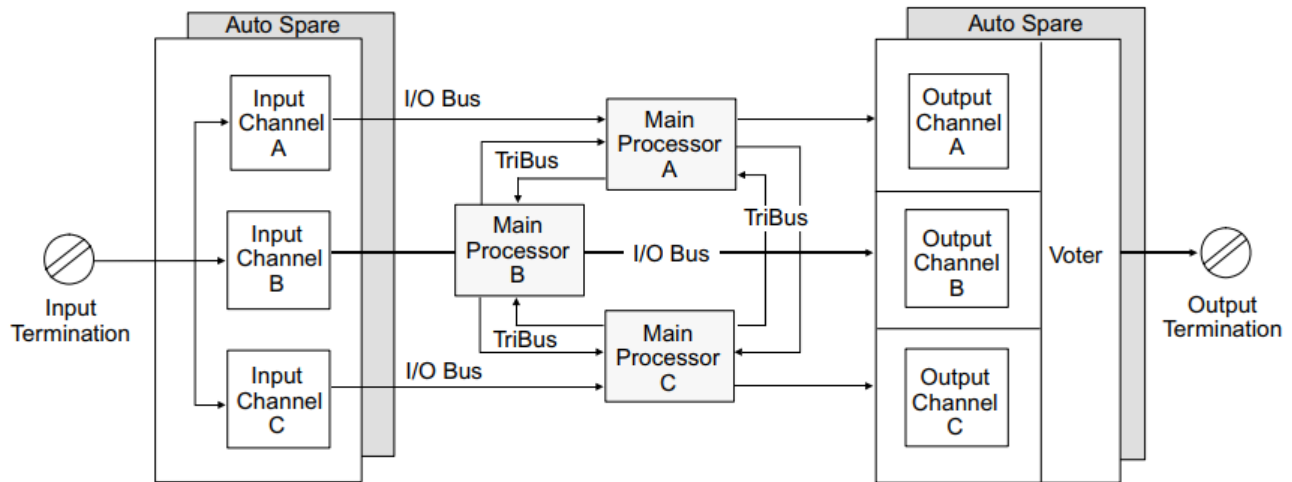 Auto Spare
Input
Channel
A
Input
Channel
B
Input
Channel
C
Input
Termination
I/O Bus
TriBus
Main
Processor
A
Main
Processor
B
I/O Bus
TriBus
TriBus
Main
Processor
C
I/O Bus
Auto Spare
Output
Channel
A
Output
Channel
B
Output
Channel
C
Voter
Output
Termination